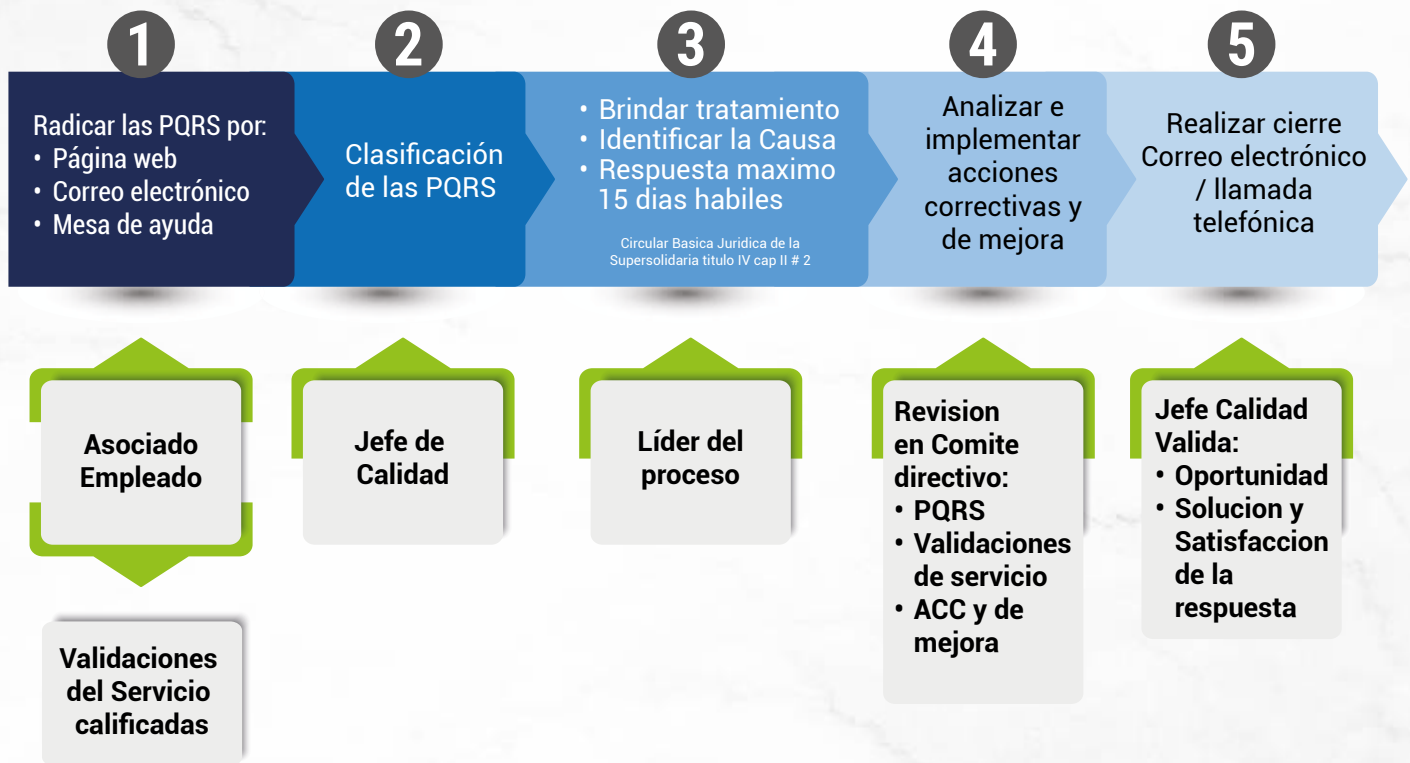 1
Radicar las PQRS por:
• Página web
• Correo electrónico
• Mesa de ayuda
2
Clasificación
de las PQRS
3
• Brindar tratamiento
• Identificar la Causa
• Respuesta maximo
15 dias habiles
Circular Basica Juridica de la
Supersolidaria titulo IV cap II # 2
4
Analizar e
implementar
acciones
correctivas y
de mejora
5
Realizar cierre
Correo electrónico
/ llamada
telefónica
Asociado
Empleado
Validaciones
del Servicio
calificadas
Jefe de
Calidad
Líder del
proceso
Revision
en Comite
directivo:
• PQRS
• Validaciones
de servicio
• ACC y de
mejora
Jefe Calidad
Valida:
• Oportunidad
• Solucion y
Satisfaccion
de la
respuesta